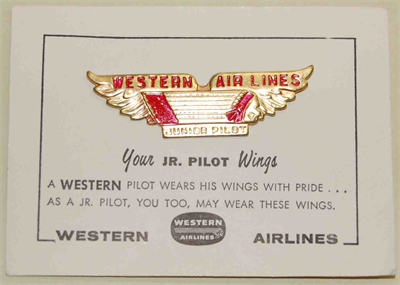 WESTERN AIR LINES
JUNIOR PILOT
Your JR. PILOT Wings
A WESTERN PILOT WEARS HIS WINGS WITH PRIDE . . .
AS A JR. PILOT, YOU TOO, MAY WEAR THESE WINGS.
WESTERN WESTERN AIRLINES AIRLINES